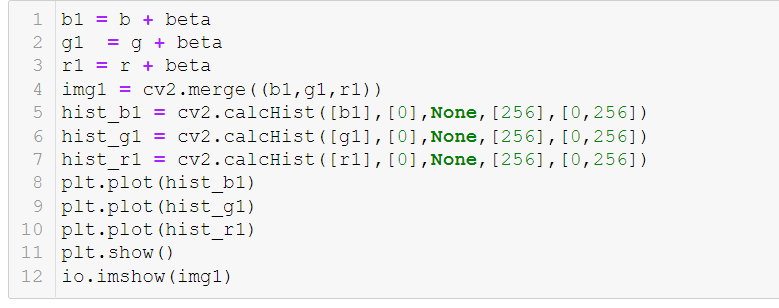 1 b1 = b + beta
2 g1  = g + beta
3 r1 = r + beta
4 img1 = cv2.merge((b1,g1,r1))
5 hist_b1 = cv2.calcHist([b1],[0],None,[256],[0,256])
6 hist_g1 = cv2.calcHist([g1],[0],None,[256],[0,256])
7 hist_r1 = cv2.calcHist([r1],[0],None,[256],[0,256])
8 plt.plot(hist_b1)
9 plt.plot(hist_g1)
10 plt.plot(hist_r1)
11 plt.show()
12 io.imshow(img1)